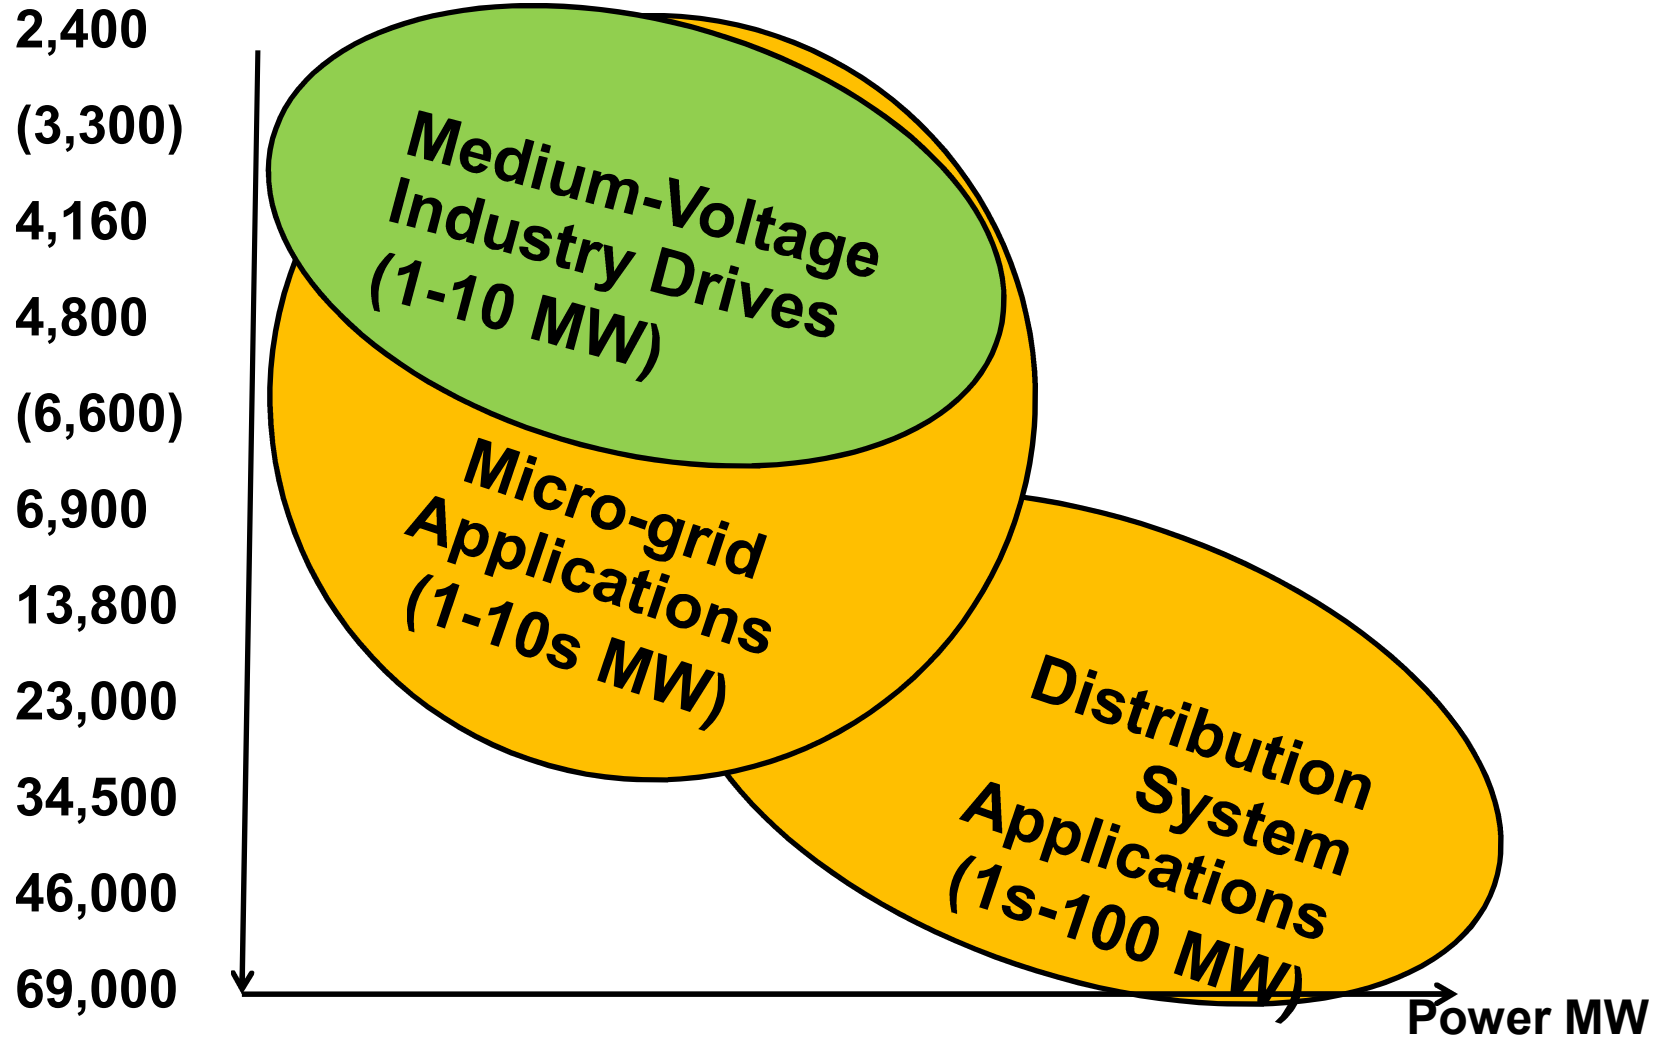 2,400
(3,300)
4,160
4,800
(6,600)
6,900
13,800
23,000
34,500
46,000
69,000
Medium-Voltage
Industry Drives
(1-10 MW)
Micro-grid
Applications
(1-10s MW)
Distribution
System
Applications
(1s-100 MW)
Power MW